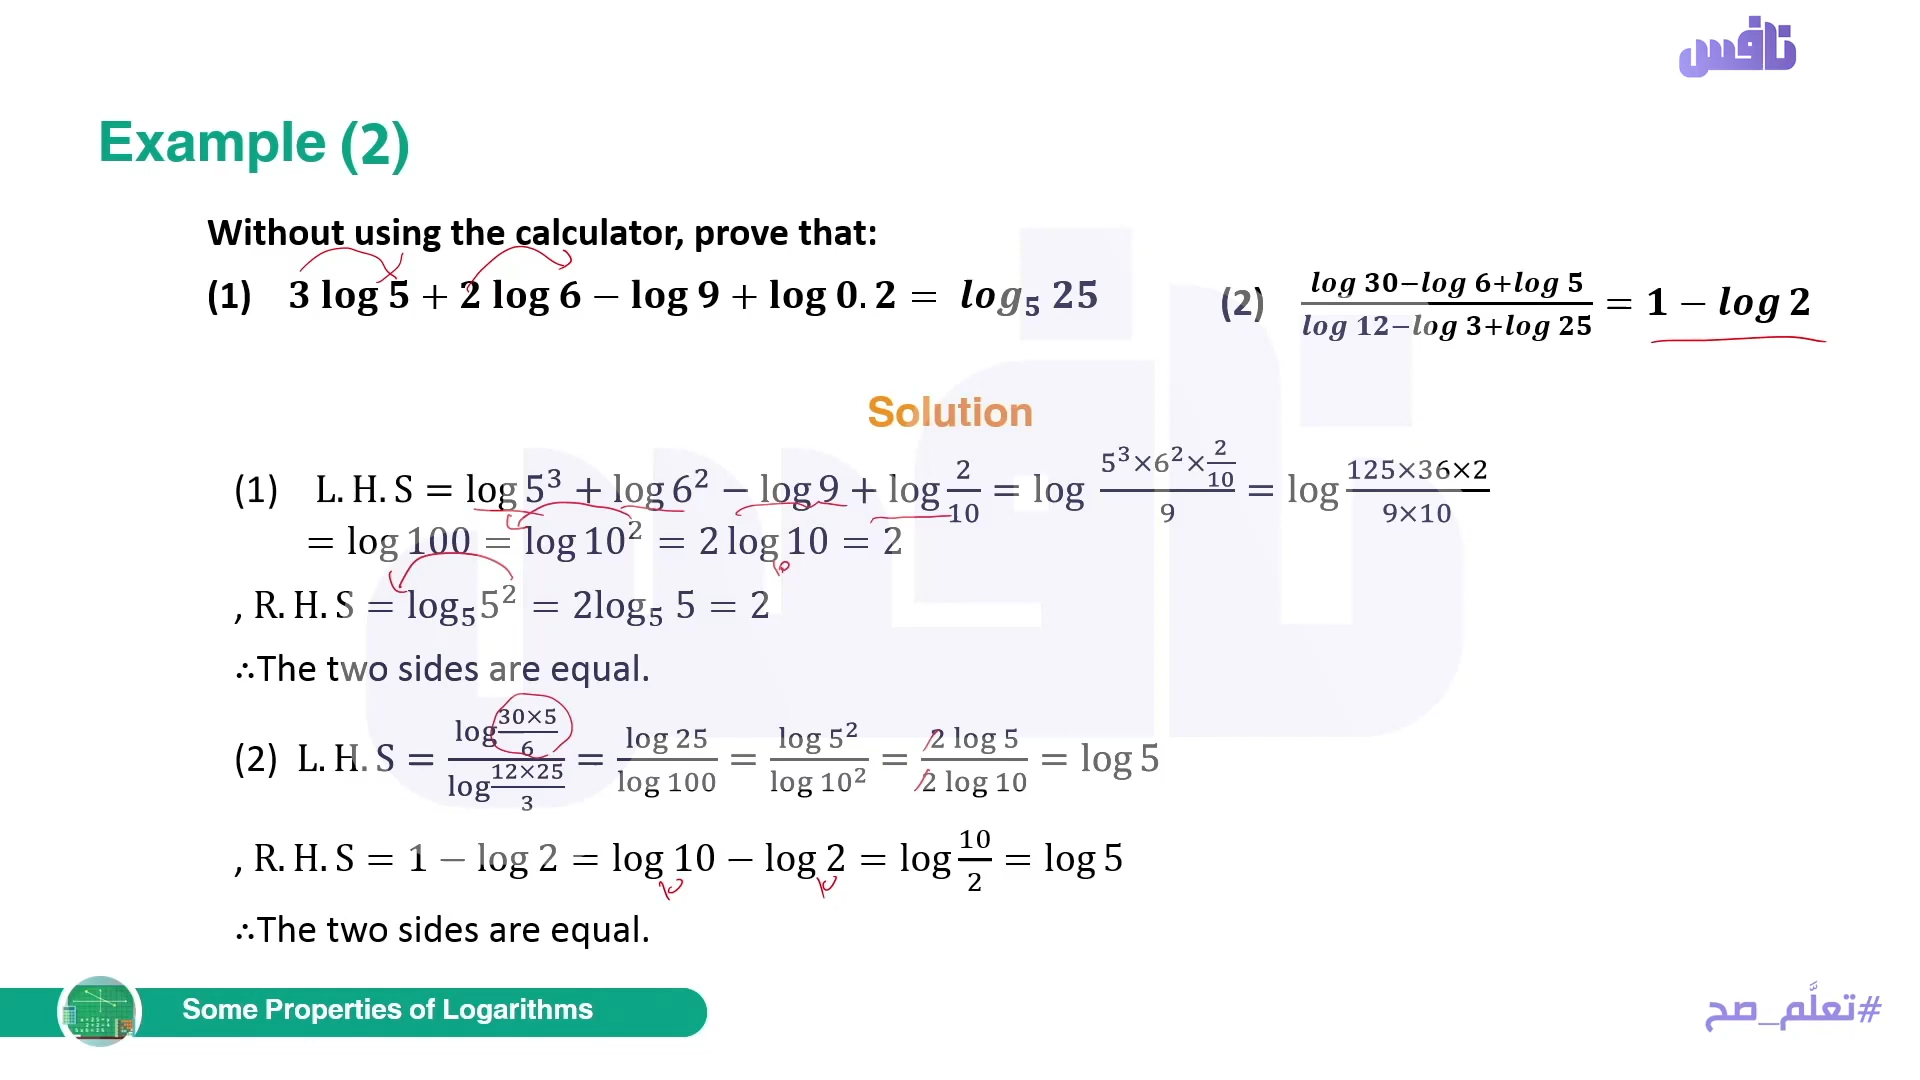 نافس
Example (2)
Without using the calculator, prove that:
(1) 3 log 5 + 2 log 6 − log 9 + log 0. 2 = log₅ 25
(2) (log 30−log 6+log 5)/(log 12−log 3+log 25) = 1 − log 2
Solution
(1) L. H. S = log 5³ + log 6² − log 9 + log 2/10 = log (5³×6²×2/10)/9 = log (125×36×2)/(9×10)
= log 100 = log 10² = 2 log 10 = 2
10
, R. H. S = log₅ 5² = 2log₅ 5 = 2
∴The two sides are equal.
(2) L. H. S = (log (30×5)/6)/(log (12×25)/3) = (log 25)/(log 100) = (log 5²)/(log 10²) = (2 log 5)/(2 log 10) = log 5
, R. H. S = 1 − log 2 = log 10 − log 2 = log 10/2 = log 5
10 10
∴The two sides are equal.
Some Properties of Logarithms
#تعلَّم_صح